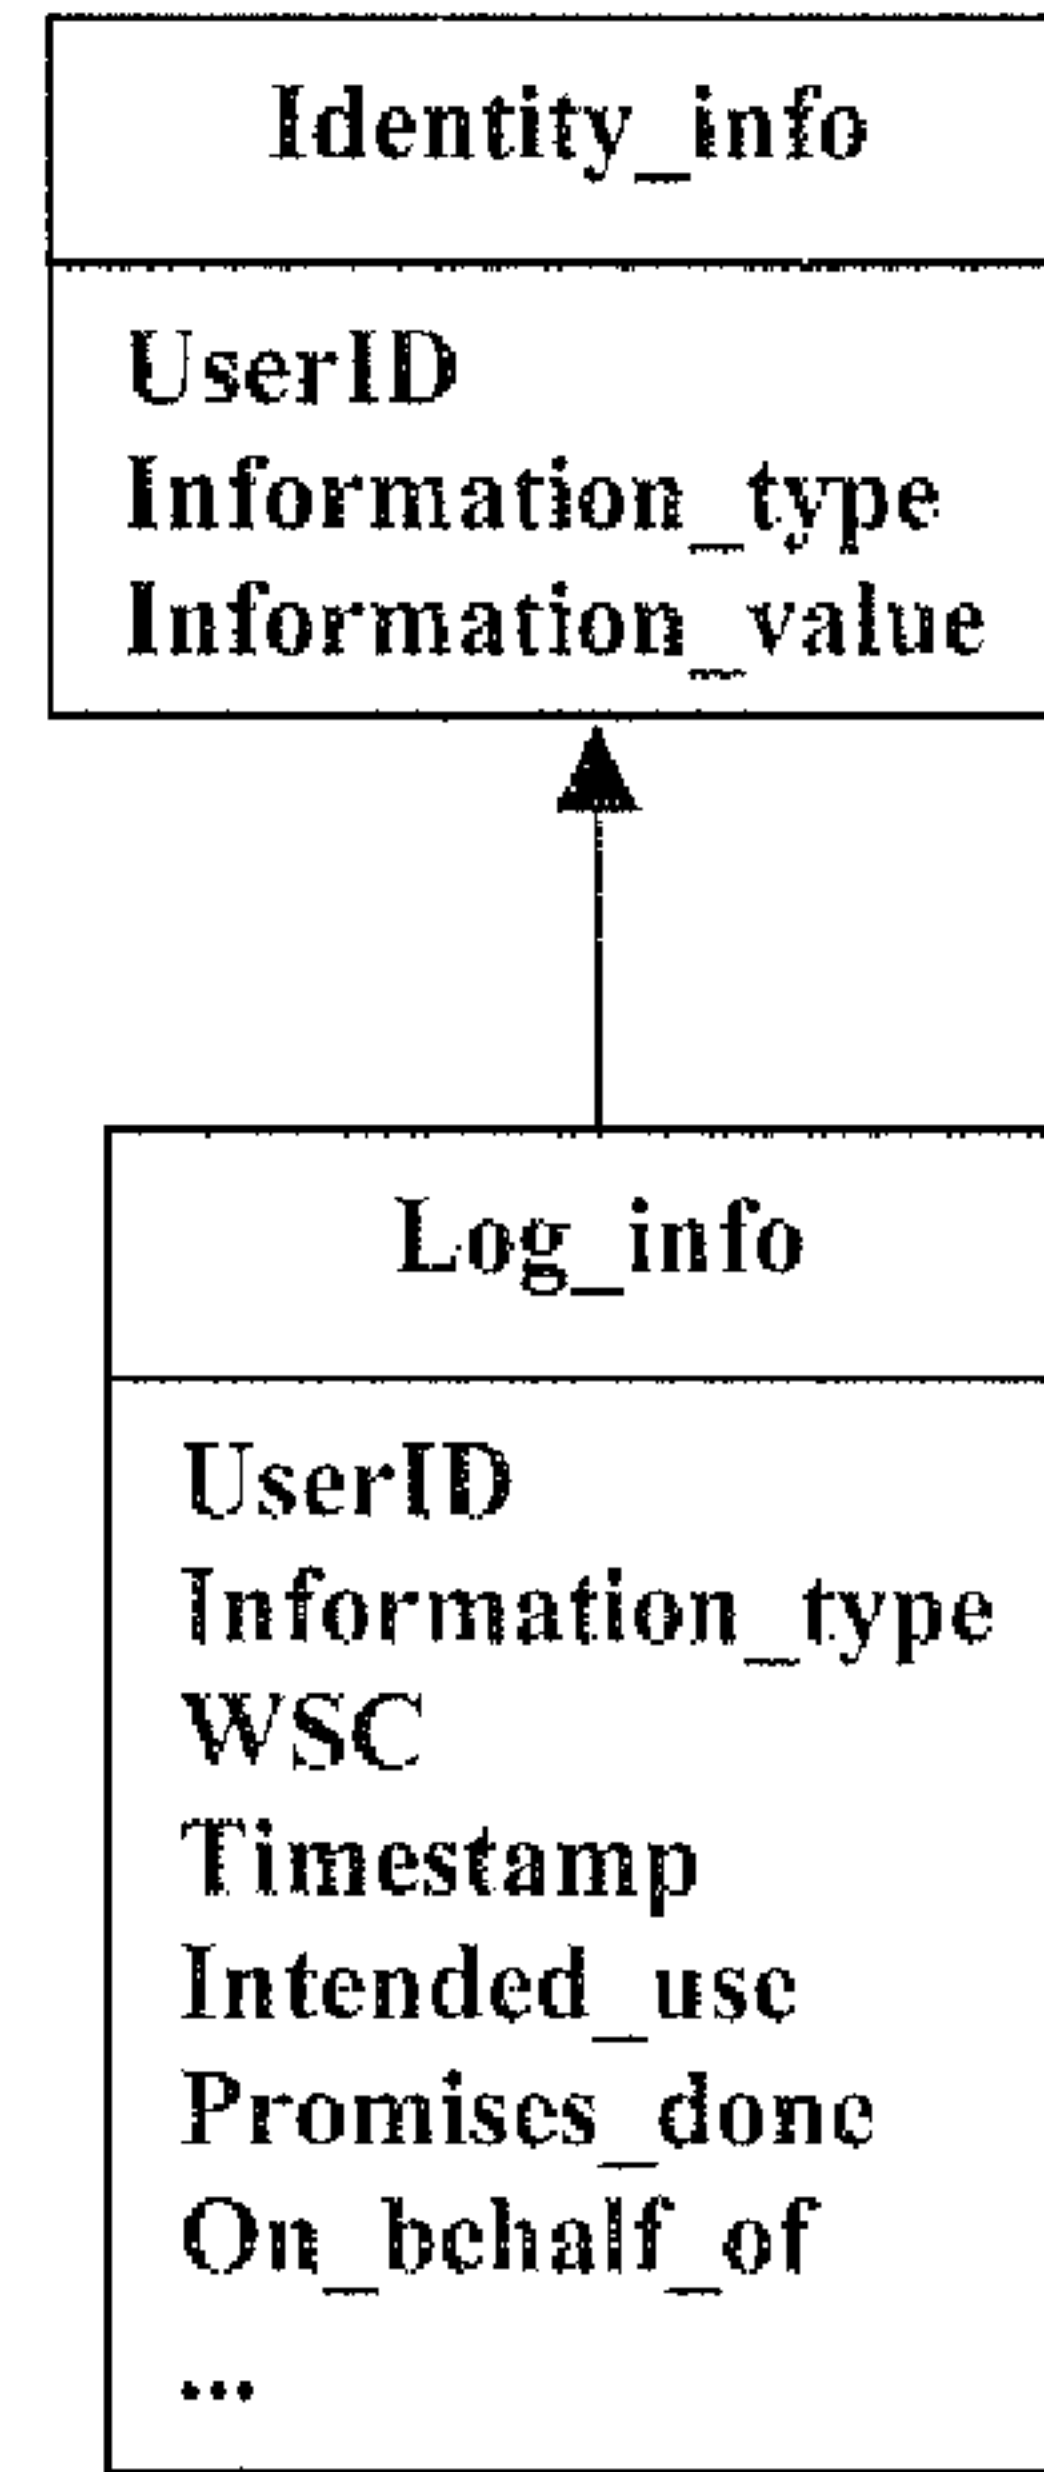 Identity_info
UserID
Information_type
Information_value
Log_info
UserID
Information_type
WSC
Timestamp
Intended_use
Promises_done
On_behalf_of
...